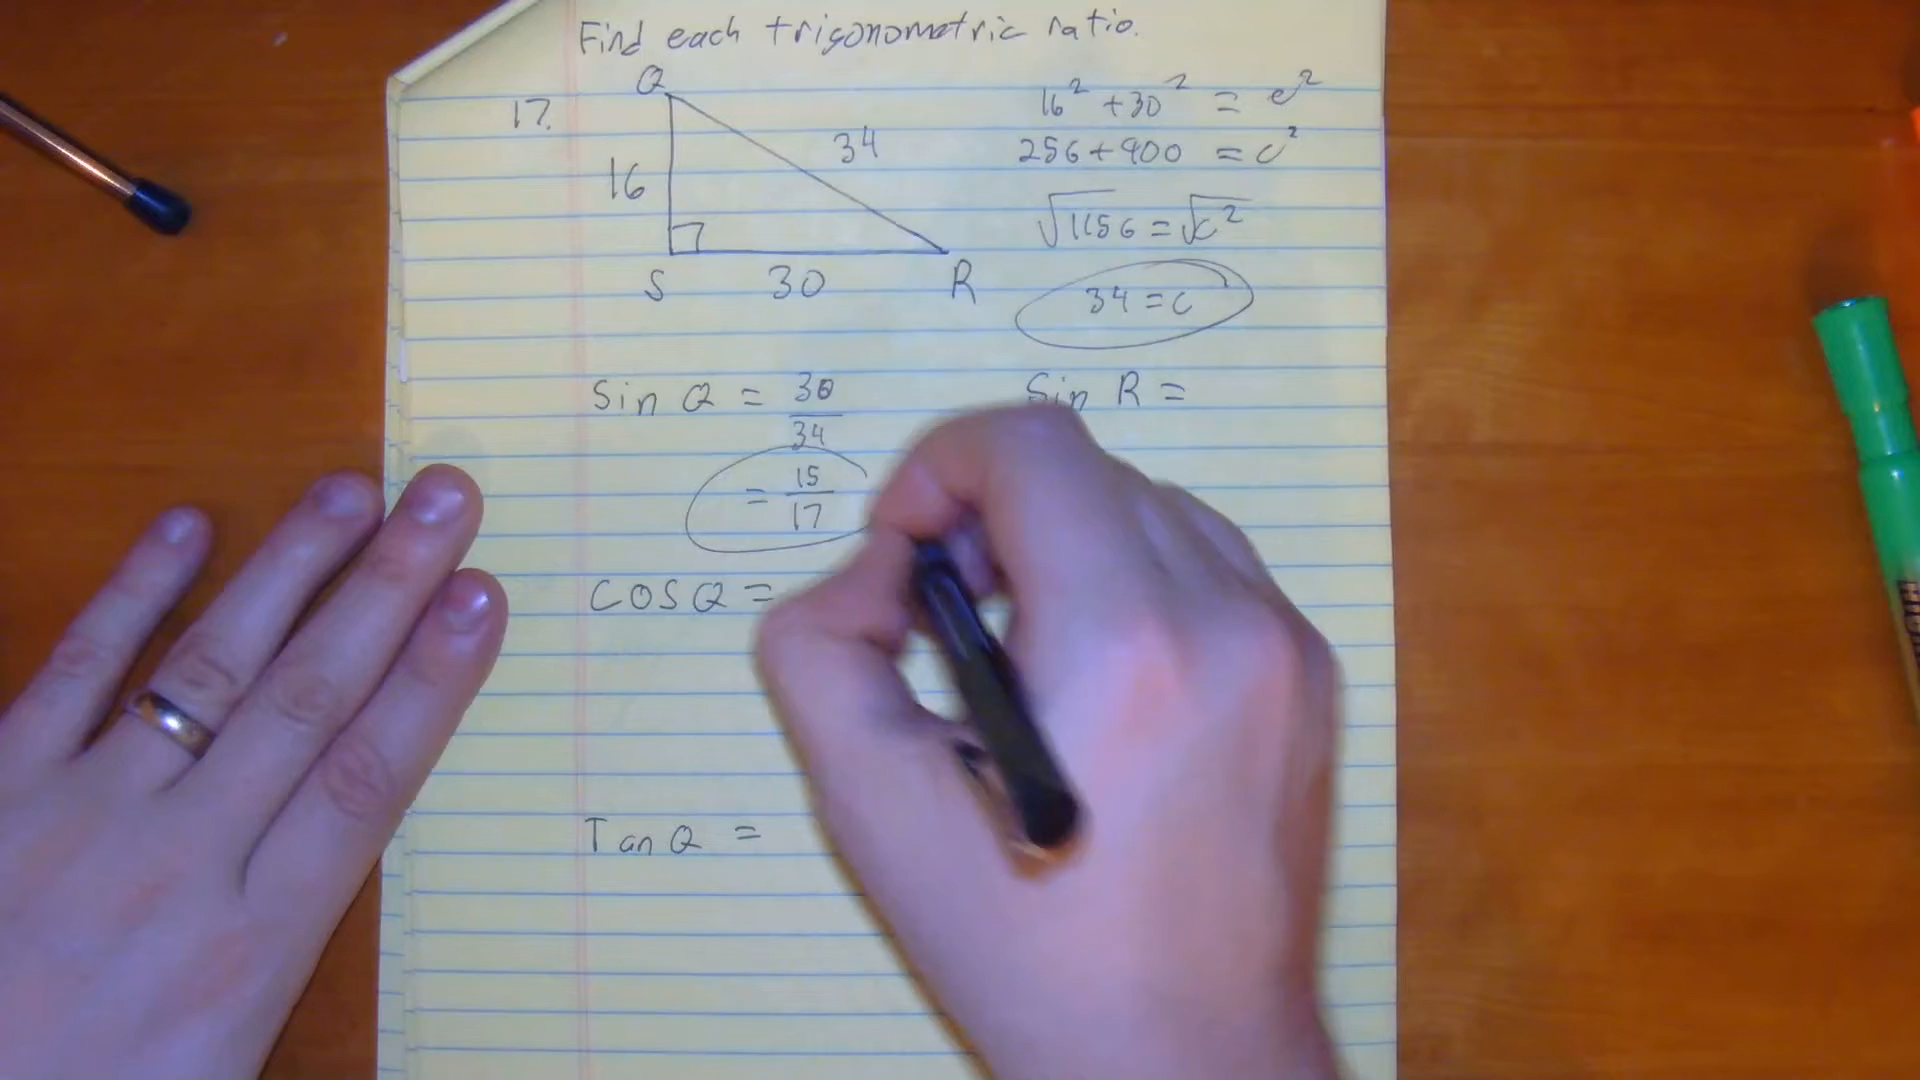 Find each trigonometric ratio.
17.
Q
16
34
S
30
R
16² + 30² = c²
256 + 900 = c²
√1156 = √c²
34 = c
Sin Q = 30/34
= 15/17
Sin R =
COS Q =
Tan Q =